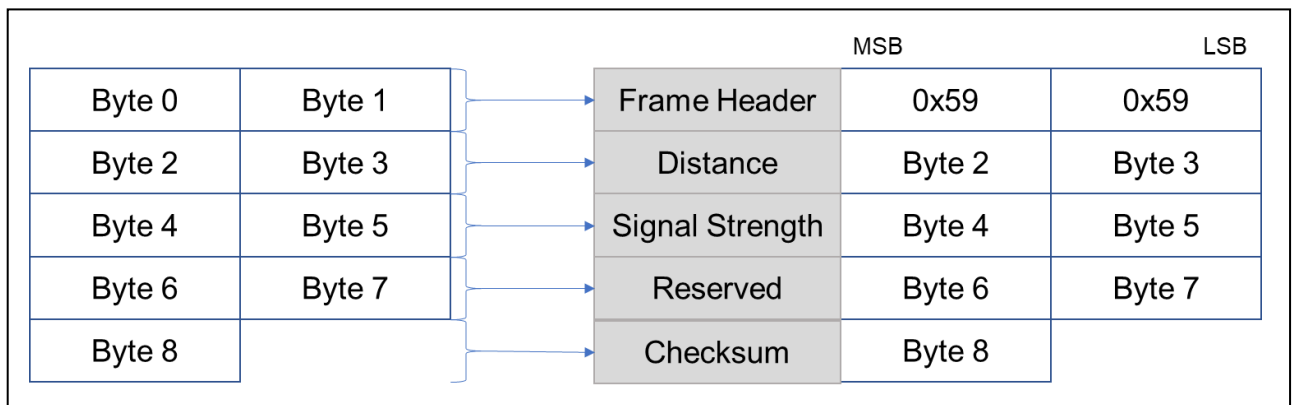 MSB LSB
Byte 0 Byte 1 Frame Header 0x59 0x59
Byte 2 Byte 3 Distance Byte 2 Byte 3
Byte 4 Byte 5 Signal Strength Byte 4 Byte 5
Byte 6 Byte 7 Reserved Byte 6 Byte 7
Byte 8 Checksum Byte 8